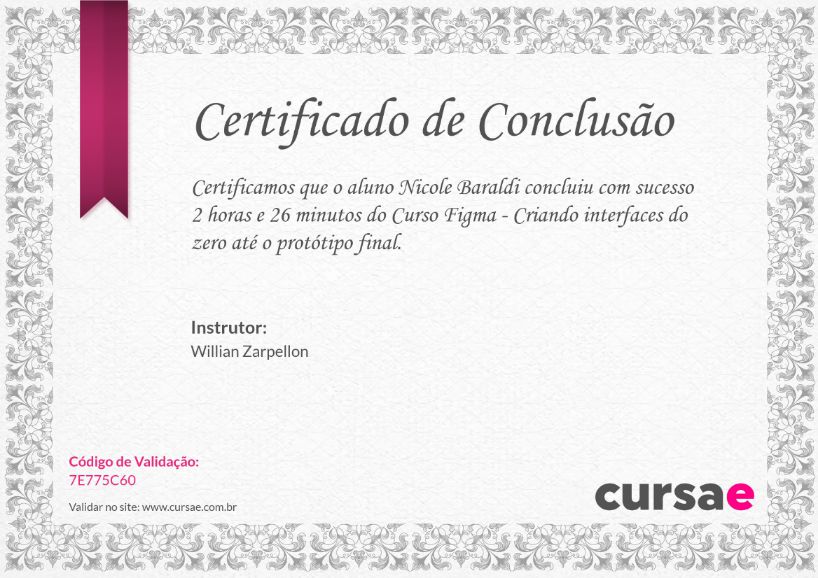 Certificado de Conclusão
Certificamos que o aluno Nicole Baraldi concluiu com sucesso
2 horas e 26 minutos do Curso Figma - Criando interfaces do
zero até o protótipo final.
Instrutor:
Willian Zarpellon
Código de Validação:
7E775C60
Validar no site: www.cursae.com.br
cursae